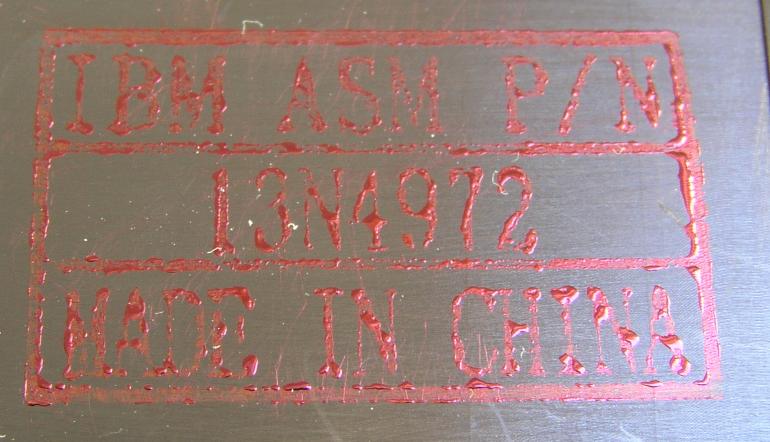 IBM ASM P/N
13N4972
MADE IN CHINA